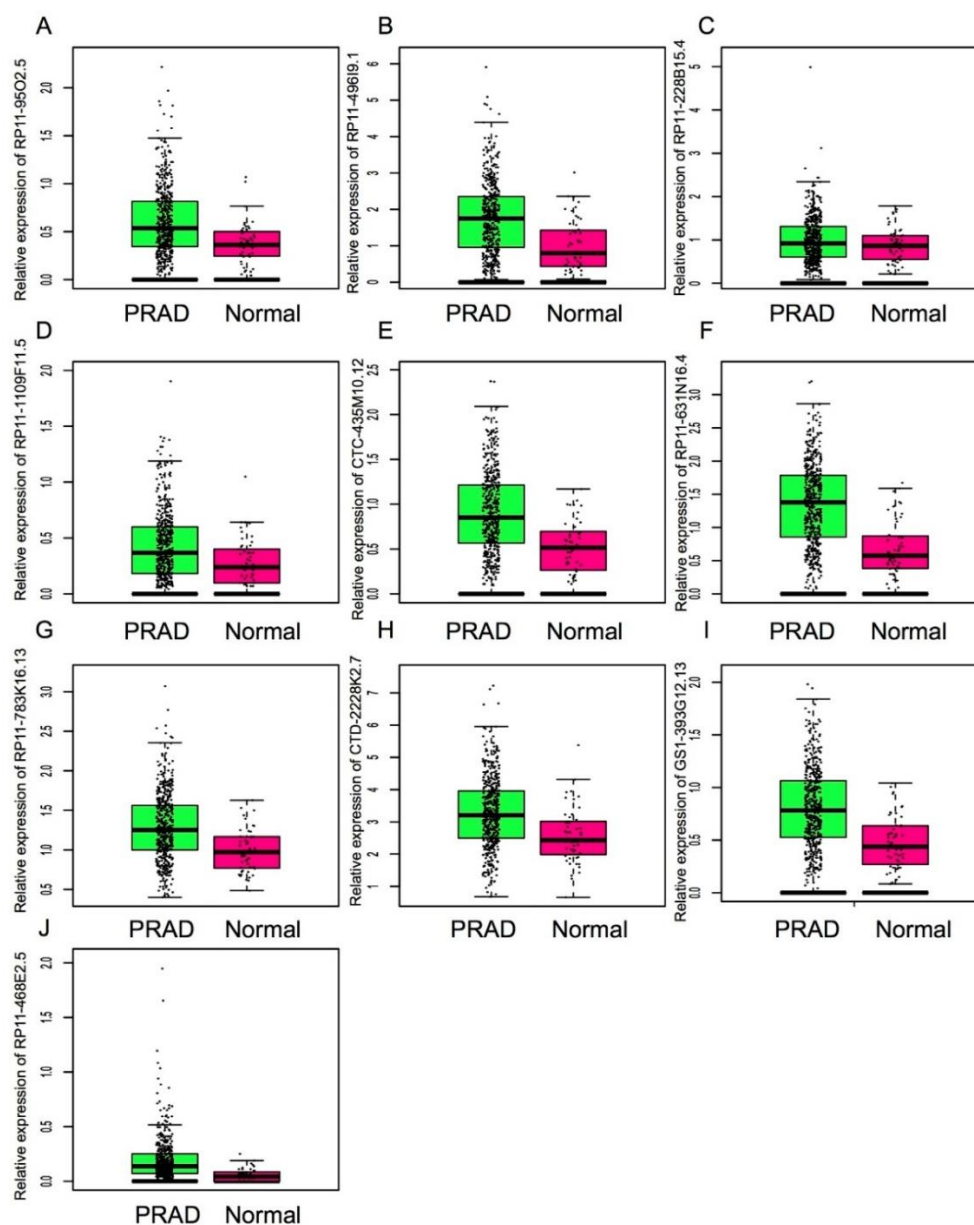 A
Relative expression of RP11-95O2.5
0.0 0.5 1.0 1.5 2.0
PRAD Normal
B
Relative expression of RP11-496I9.1
0 1 2 3 4 5 6
PRAD Normal
C
Relative expression of RP11-228B15.4
0 1 2 3 4 5
PRAD Normal
D
Relative expression of RP11-1109F11.5
0.0 0.5 1.0 1.5 2.0
PRAD Normal
E
Relative expression of CTC-435M10.12
0.0 0.5 1.0 1.5 2.0 2.5
PRAD Normal
F
Relative expression of RP11-631N16.4
0.0 0.5 1.0 1.5 2.0 2.5 3.0
PRAD Normal
G
Relative expression of RP11-783K16.13
0.5 1.0 1.5 2.0 2.5 3.0
PRAD Normal
H
Relative expression of CTD-2228K2.7
1 2 3 4 5 6 7
PRAD Normal
I
Relative expression of GS1-393G12.13
0.0 0.5 1.0 1.5 2.0
PRAD Normal
J
Relative expression of RP11-468E2.5
0.0 0.5 1.0 1.5 2.0
PRAD Normal